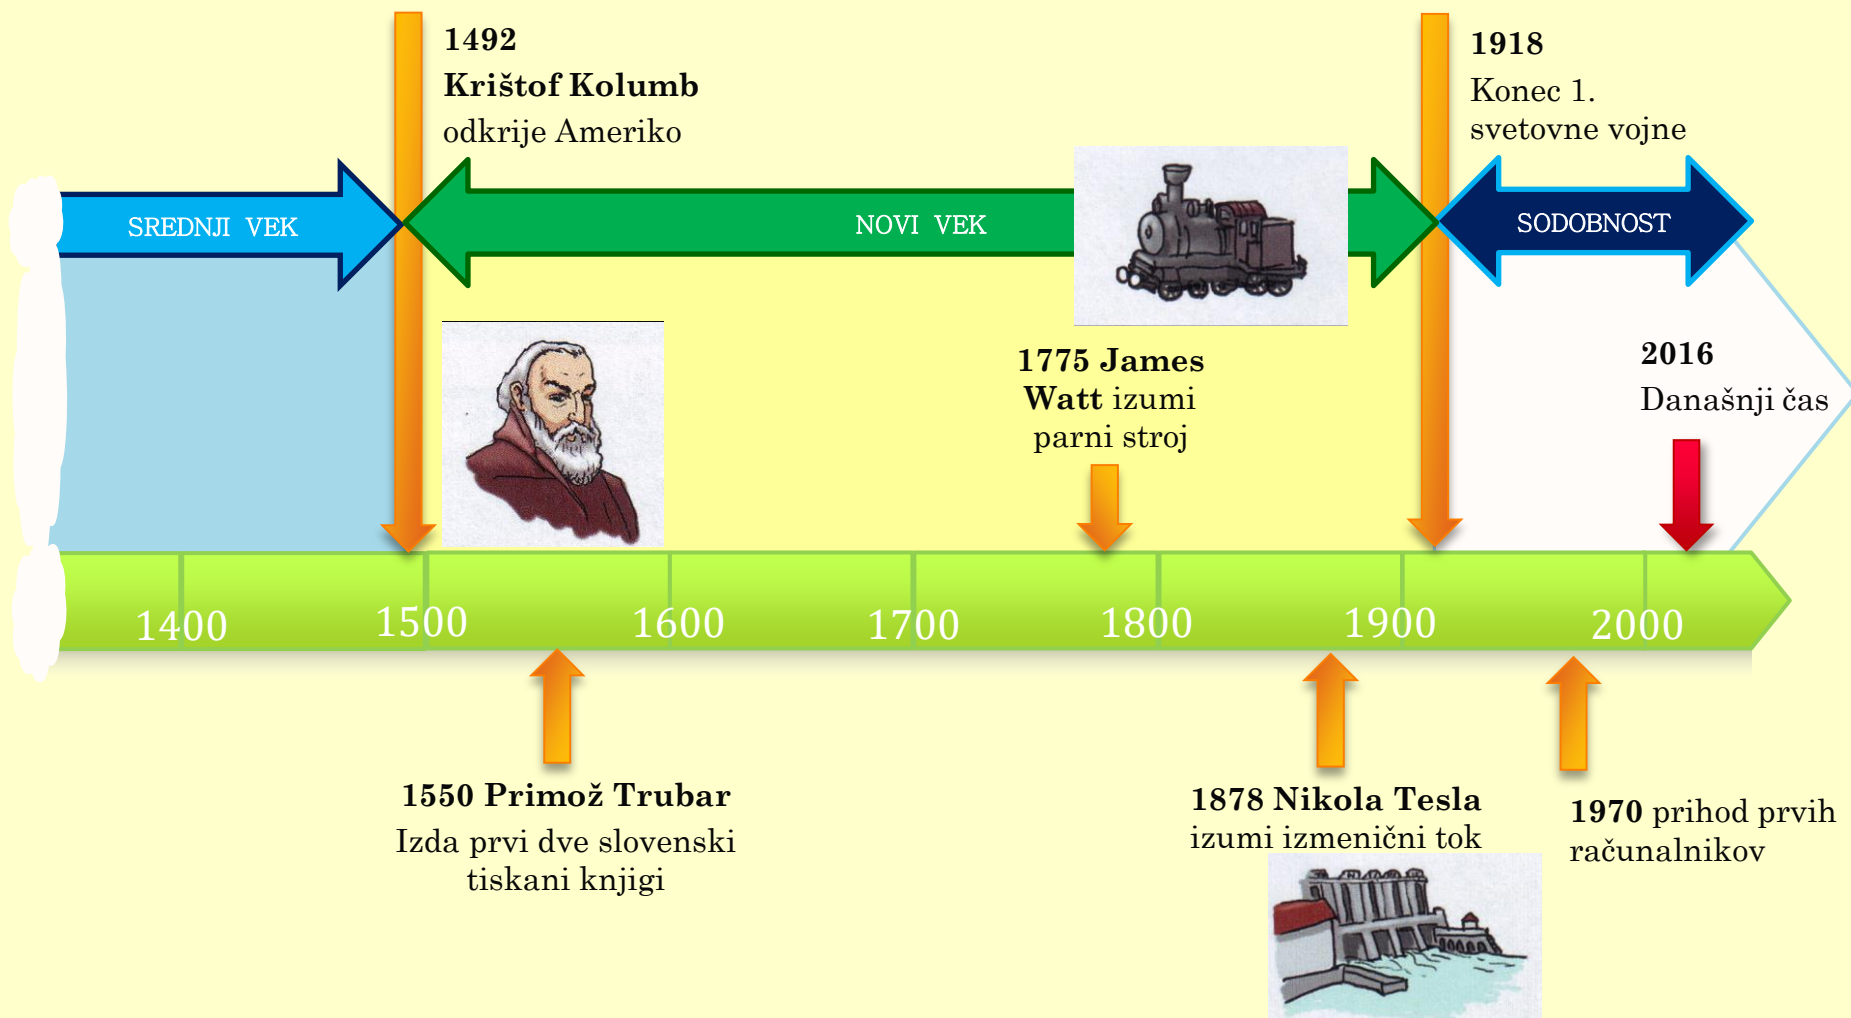 1492
Krištof Kolumb
odkrije Ameriko
1918
Konec 1.
svetovne vojne
SREDNJI VEK
NOVI VEK
SODOBNOST
1775 James
Watt izumi
parni stroj
2016
Današnji čas
1400
1500
1600
1700
1800
1900
2000
1550 Primož Trubar
Izda prvi dve slovenski
tiskani knjigi
1878 Nikola Tesla
izumi izmenični tok
1970 prihod prvih
računalnikov